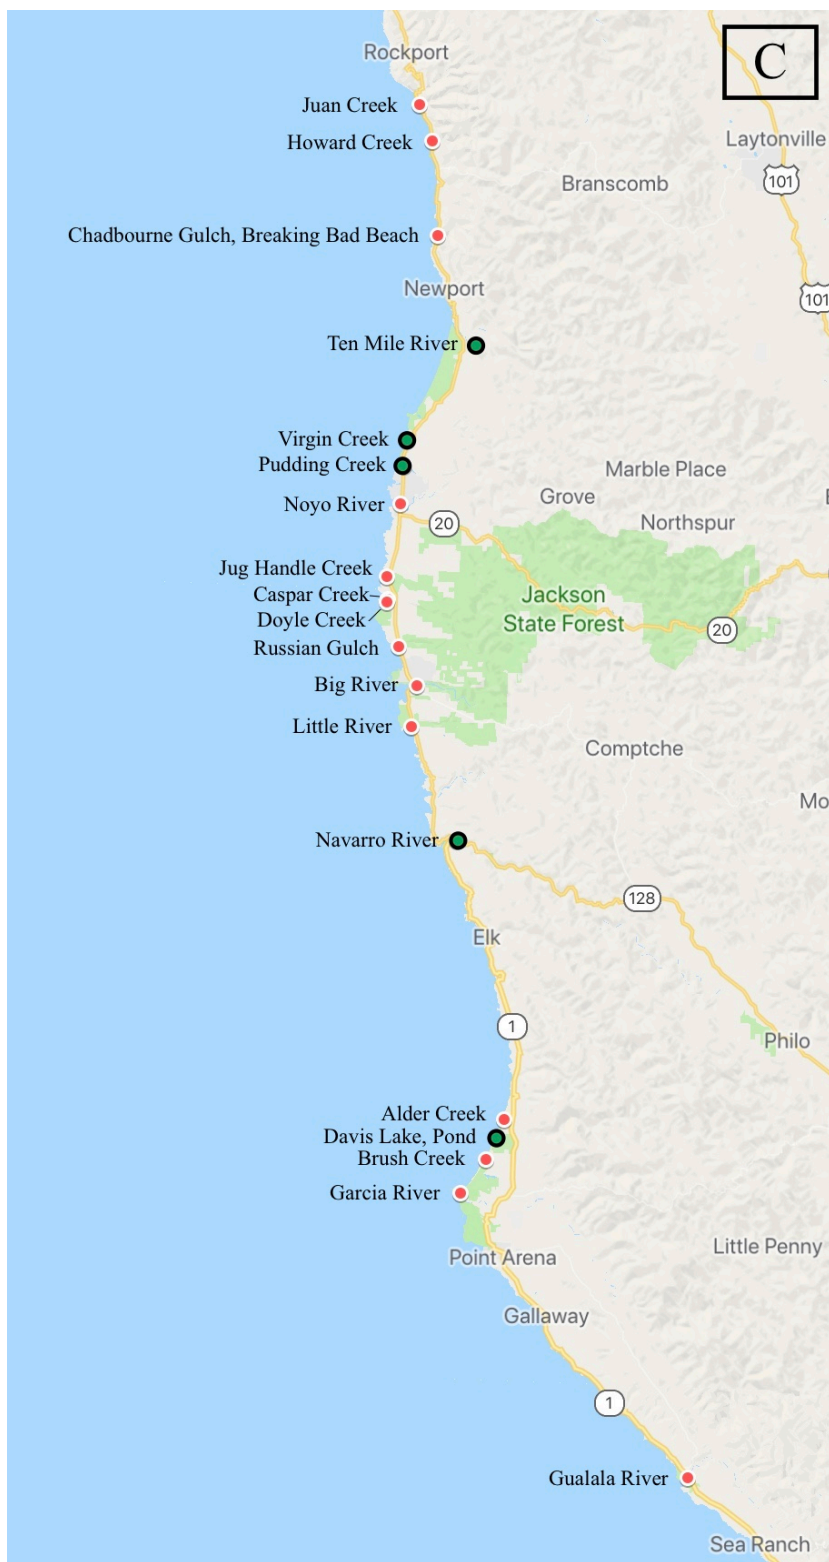 C
Rockport
Juan Creek
Laytonville
Howard Creek
101
Branscomb
Chadbourne Gulch, Breaking Bad Beach
Newport
101
Ten Mile River
Virgin Creek
Pudding Creek
Marble Place
Grove
Noyo River
20
Northspur
Jug Handle Creek
Caspar Creek
Jackson
State Forest
Doyle Creek
20
Russian Gulch
Big River
Little River
Comptche
Mo
Navarro River
128
Elk
1
Philo
Alder Creek
Davis Lake, Pond
Brush Creek
Garcia River
Little Penny
Point Arena
Gallaway
1
Gualala River
Sea Ranch